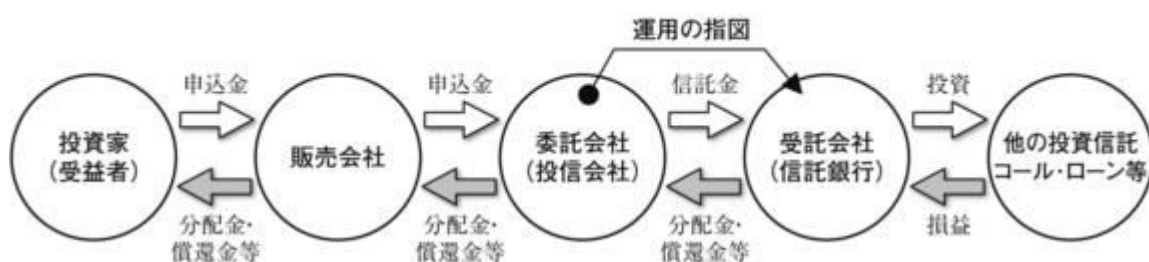 運用の指図
申込金
申込金
信託金
投資
投資家
(受益者)
販売会社
委託会社
(投信会社)
受託会社
(信託銀行)
他の投資信託
コール・ローン等
分配金・
償還金等
分配金・
償還金等
分配金・
償還金等
損益